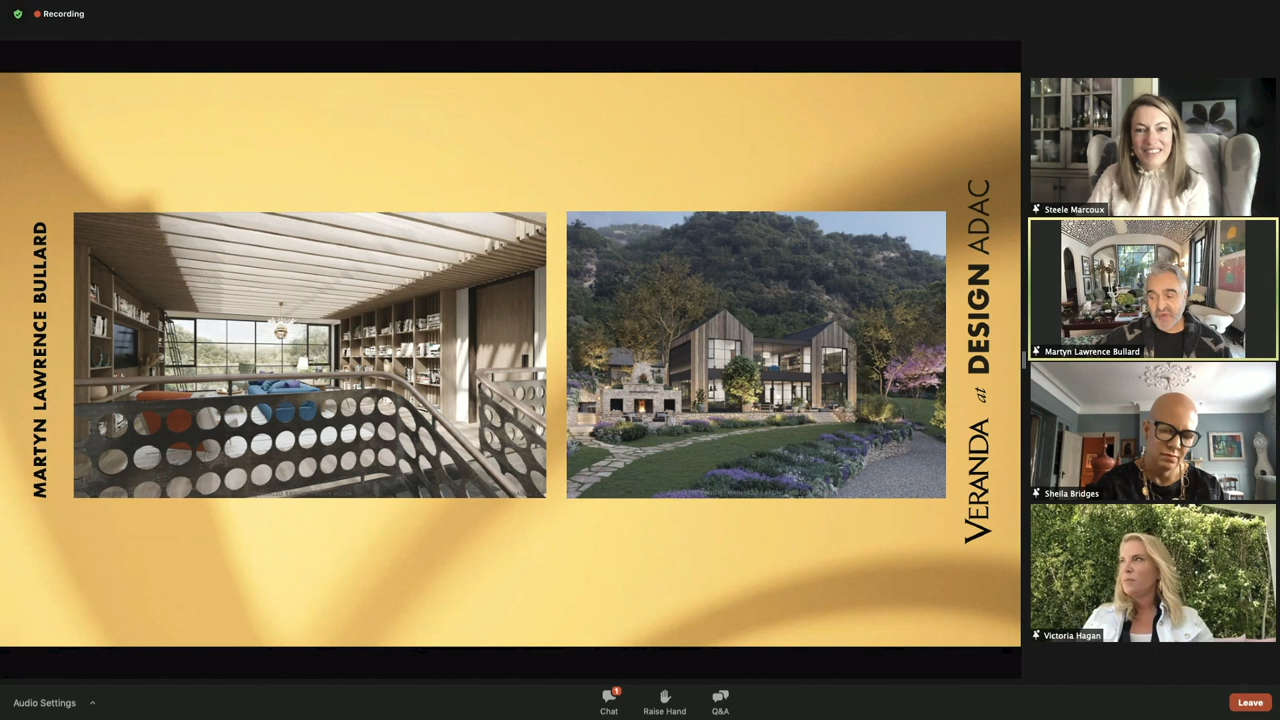 Recording
MARTYN LAWRENCE BULLARD
VERANDA at DESIGN ADAC
Steele Marcoux
Martyn Lawrence Bullard
Sheila Bridges
Victoria Hagan
Audio Settings
1
Chat
Raise Hand
Q&A
Leave